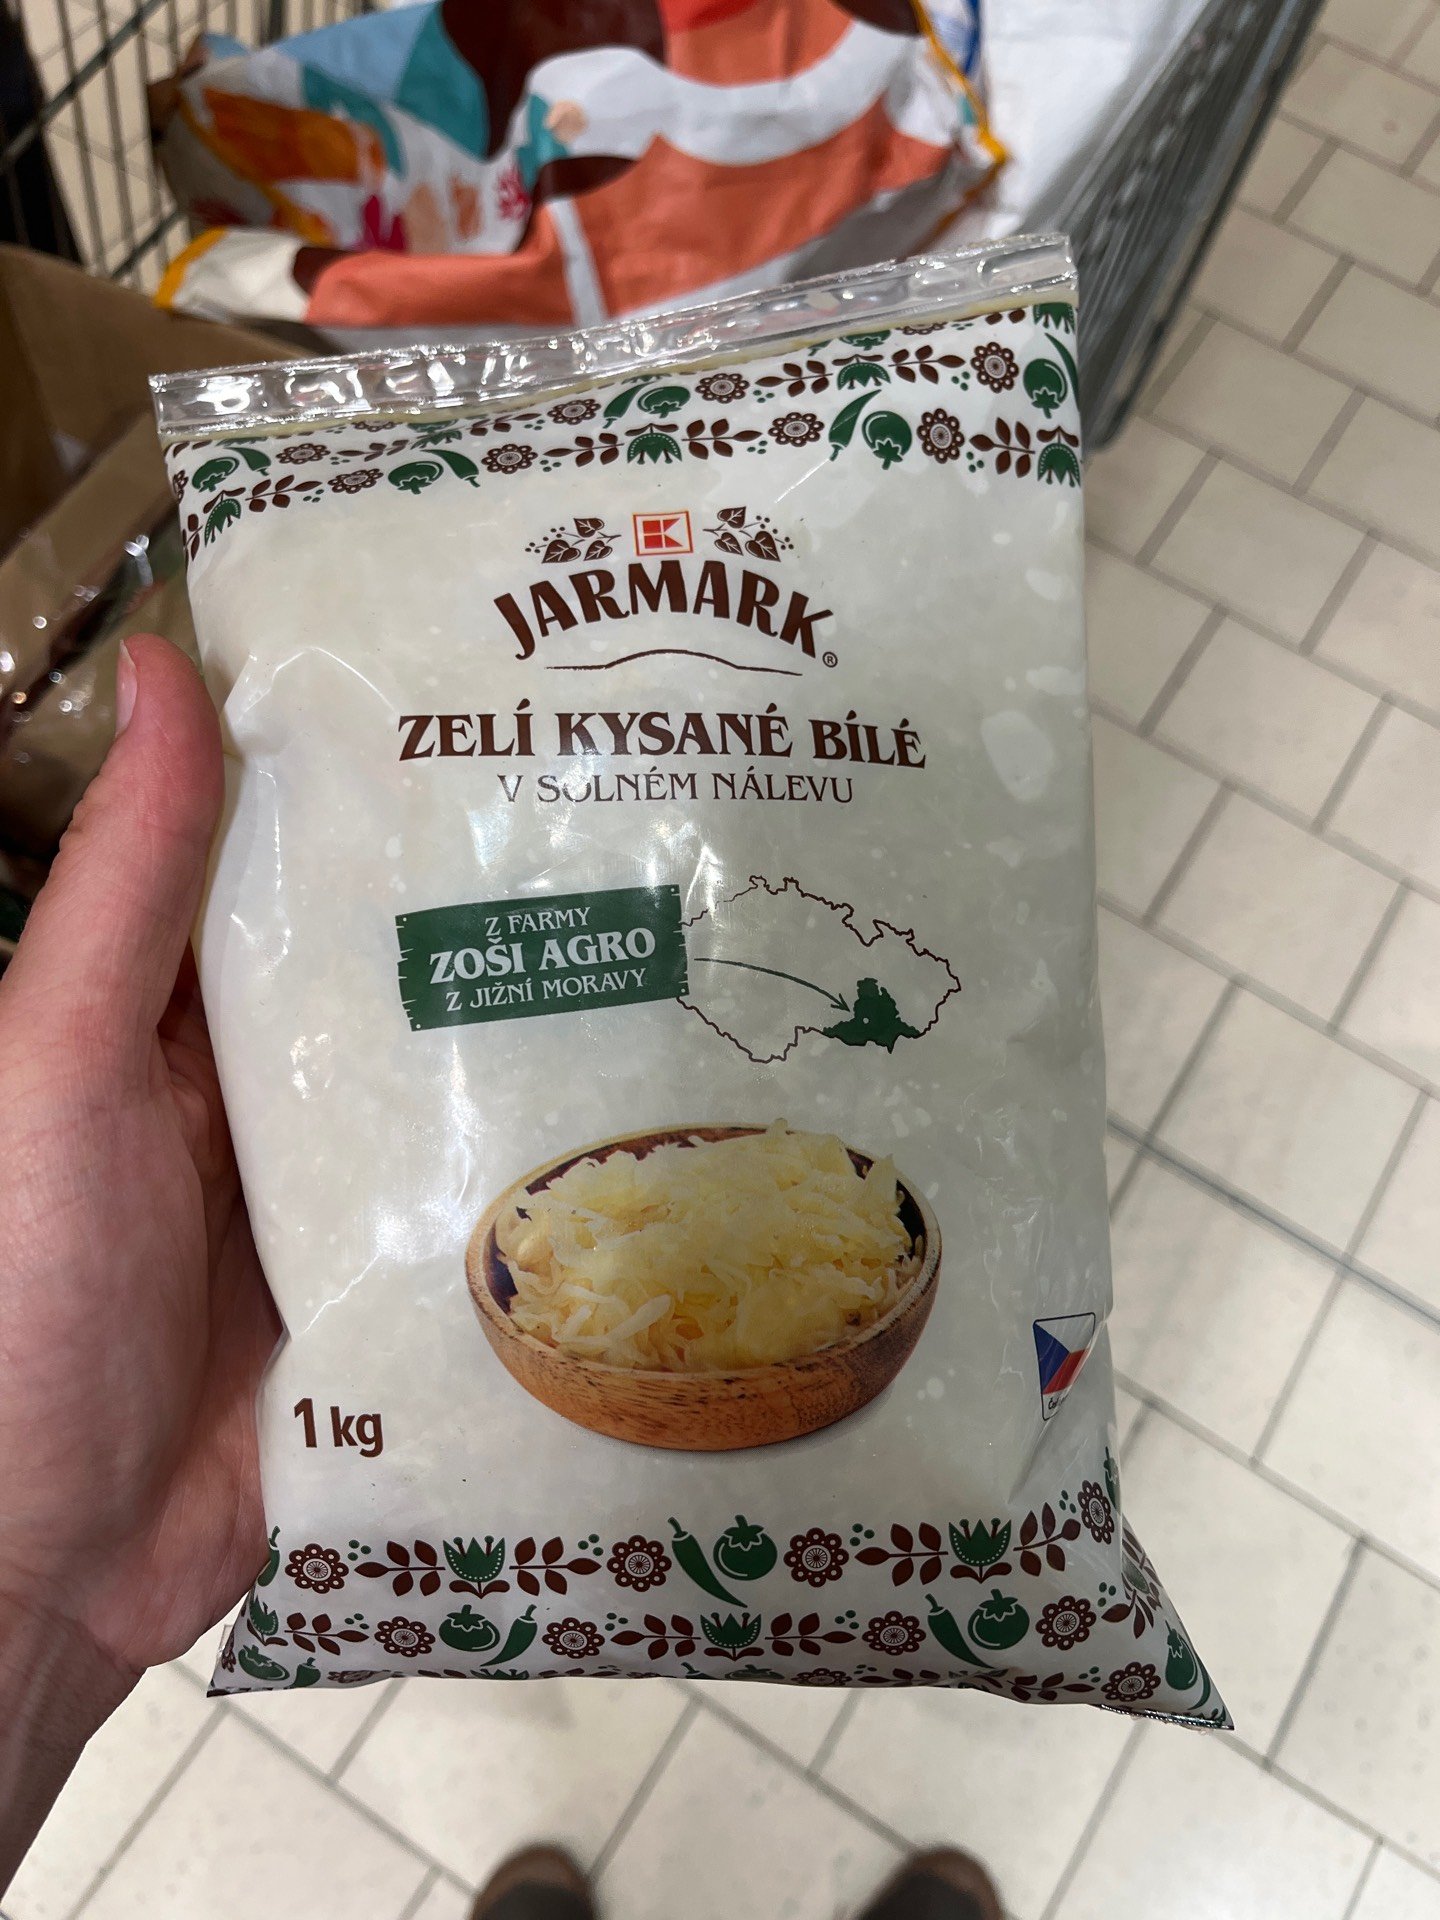 K
JARMARK®
ZELÍ KYSANÉ BÍLÉ
V SOLNÉM NÁLEVU
Z FARMY
ZOŠI AGRO
Z JIŽNÍ MORAVY
1 kg